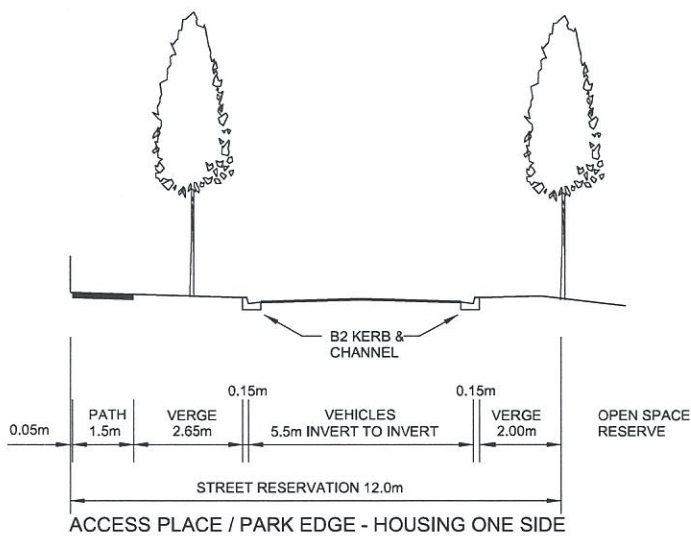 B2 KERB &
CHANNEL
0.15m
0.15m
0.05m
PATH
1.5m
VERGE
2.65m
VEHICLES
5.5m INVERT TO INVERT
VERGE
2.00m
OPEN SPACE
RESERVE
STREET RESERVATION 12.0m
ACCESS PLACE / PARK EDGE - HOUSING ONE SIDE